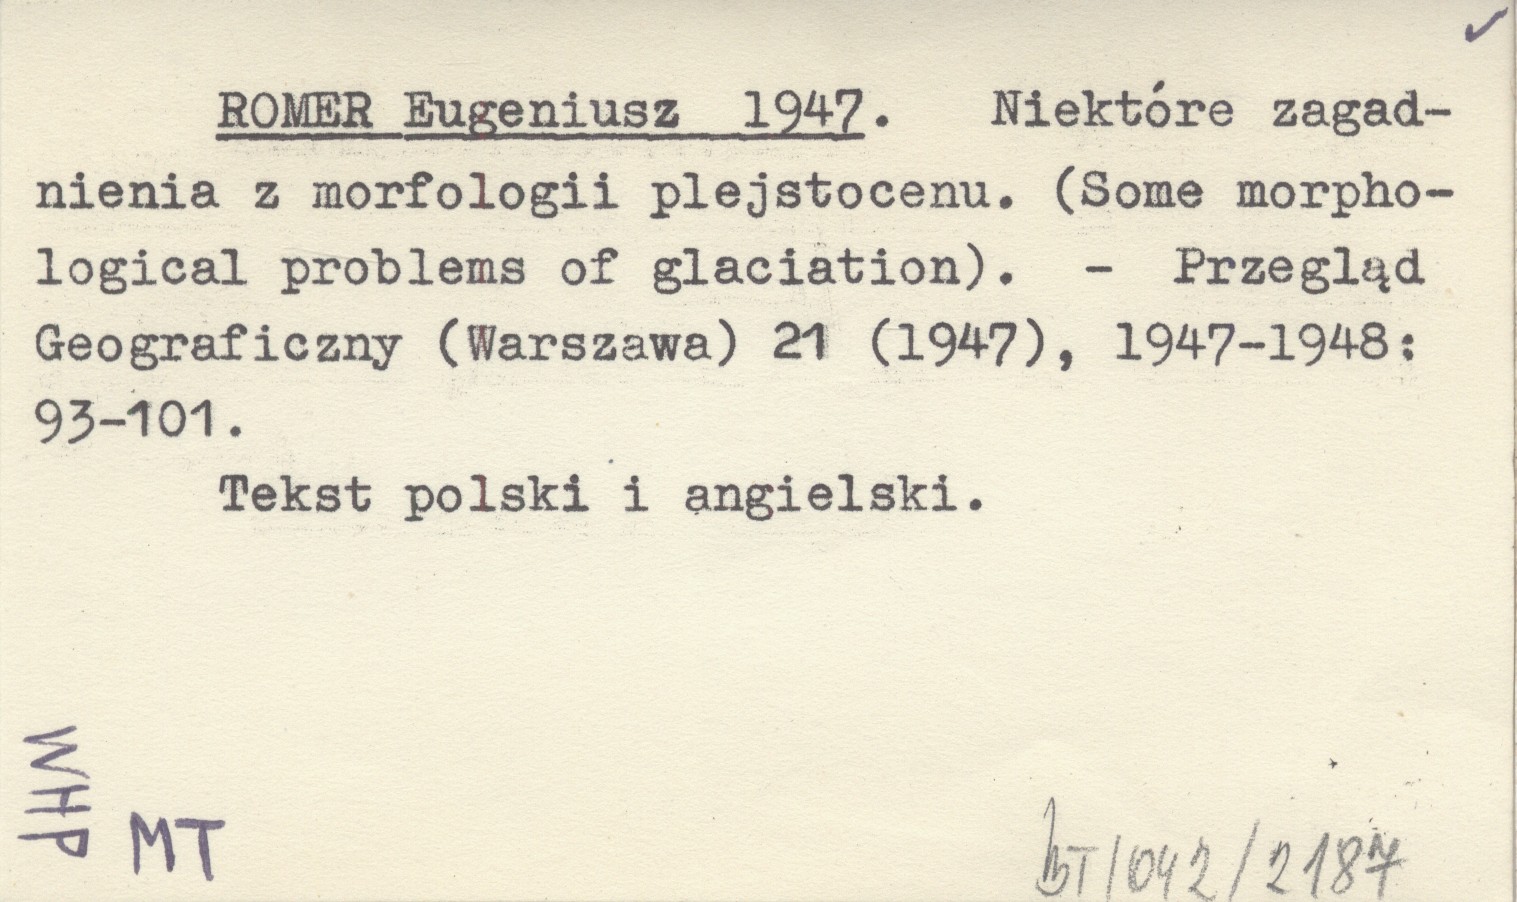 ROMER Eugeniusz 1947. Niektóre zagad-
nienia z morfologii plejstocenu. (Some morpho-
logical problems of glaciation). - Przegląd
Geograficzny (Warszawa) 21 (1947), 1947-1948:
93-101.
Tekst polski i angielski.
WHP
MT
BT/042/2187